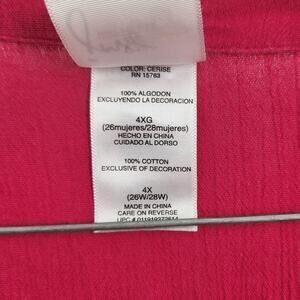 COLOR: CERISE
RN 15763
100% ALGODON
EXCLUYENDO LA DECORACION
4XG
(26mujeres/28mujeres)
HECHO EN CHINA
CUIDADO AL DORSO
100% COTTON
EXCLUSIVE OF DECORATION
4X
(26W/28W)
MADE IN CHINA
CARE ON REVERSE
UPC #